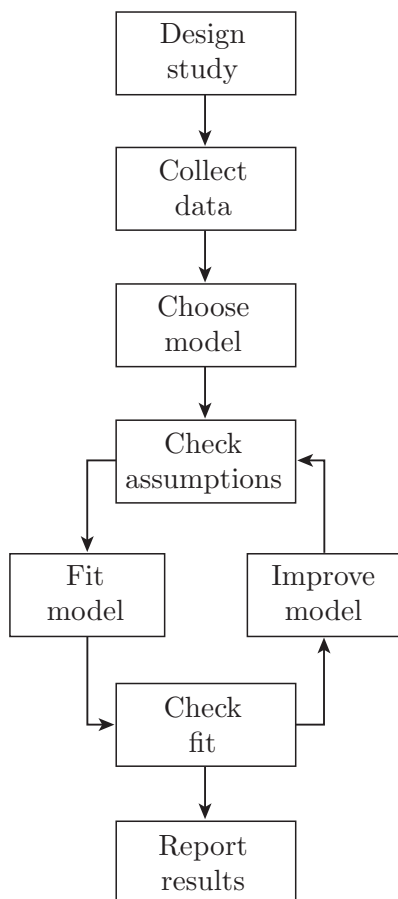 Design
study
Collect
data
Choose
model
Check
assumptions
Fit
model
Improve
model
Check
fit
Report
results